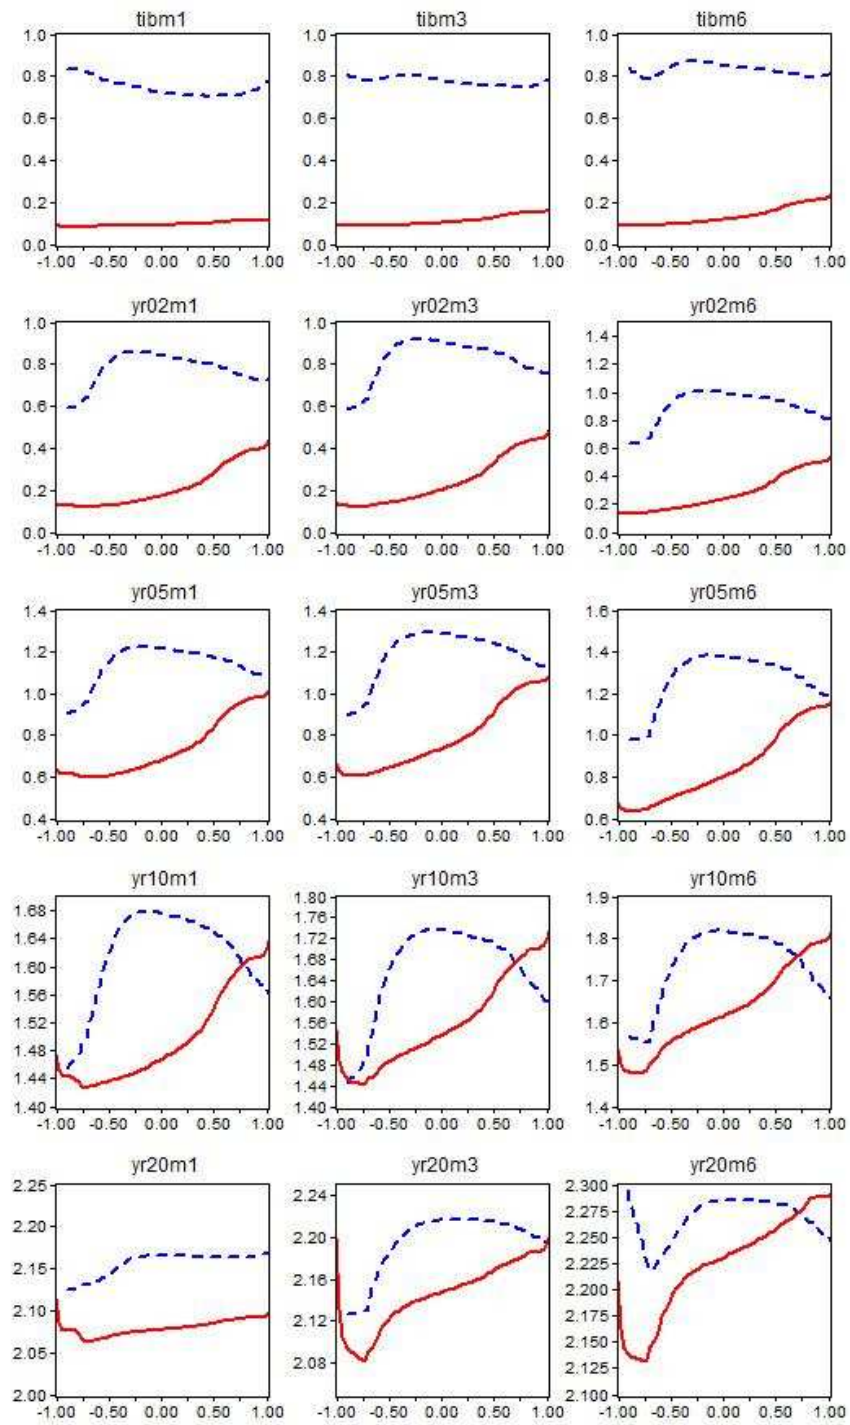 tibm1 tibm3 tibm6
1.0 1.0 1.0
0.8 0.8 0.8
0.6 0.6 0.6
0.4 0.4 0.4
0.2 0.2 0.2
0.0 0.0 0.0
-1.00 -0.50 0.00 0.50 1.00 -1.00 -0.50 0.00 0.50 1.00 -1.00 -0.50 0.00 0.50 1.00
yr02m1 yr02m3 yr02m6
1.0 1.0 1.4
0.8 0.8 1.2
0.6 0.6 1.0
0.4 0.4 0.8
0.2 0.2 0.6
0.0 0.0 0.4
0.2
0.0
-1.00 -0.50 0.00 0.50 1.00 -1.00 -0.50 0.00 0.50 1.00 -1.00 -0.50 0.00 0.50 1.00
yr05m1 yr05m3 yr05m6
1.4 1.4 1.6
1.2 1.2 1.4
1.0 1.0 1.2
0.8 0.8 1.0
0.6 0.6 0.8
0.4 0.4 0.6
-1.00 -0.50 0.00 0.50 1.00 -1.00 -0.50 0.00 0.50 1.00 -1.00 -0.50 0.00 0.50 1.00
yr10m1 yr10m3 yr10m6
1.68 1.80 1.9
1.64 1.76 1.8
1.60 1.72 1.7
1.56 1.68 1.6
1.52 1.64 1.5
1.48 1.60 1.4
1.44 1.56
1.40 1.52
1.48
1.44
1.40
-1.00 -0.50 0.00 0.50 1.00 -1.00 -0.50 0.00 0.50 1.00 -1.00 -0.50 0.00 0.50 1.00
yr20m1 yr20m3 yr20m6
2.25 2.24 2.300
2.20 2.20 2.275
2.15 2.16 2.250
2.10 2.12 2.225
2.05 2.08 2.200
2.00 2.175
2.150
2.125
2.100
-1.00 -0.50 0.00 0.50 1.00 -1.00 -0.50 0.00 0.50 1.00 -1.00 -0.50 0.00 0.50 1.00